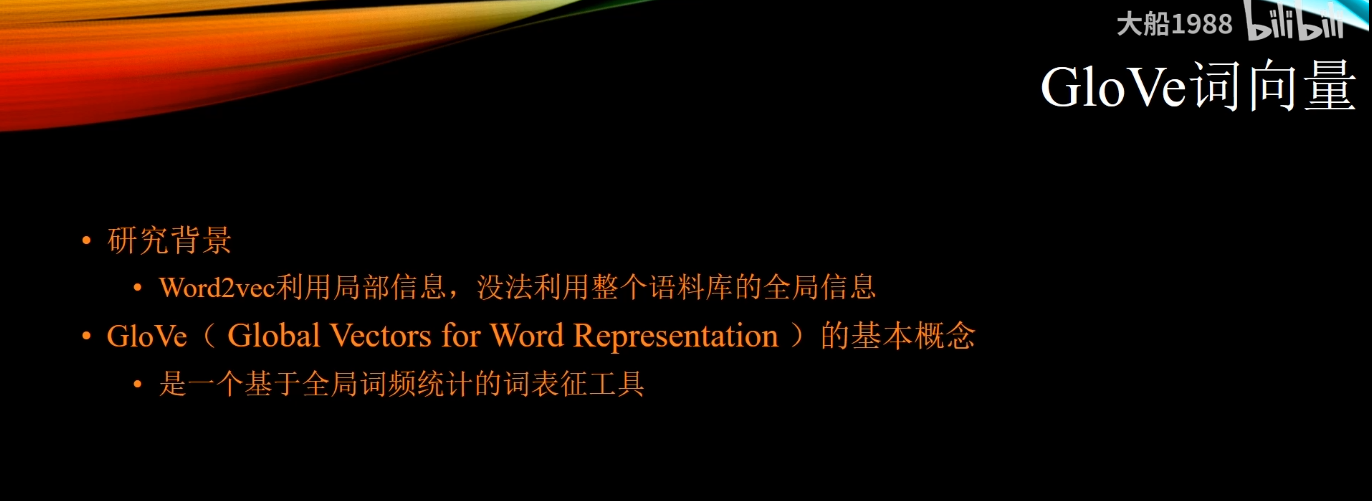 大船1988 bilibili
GloVe词向量
• 研究背景
• Word2vec利用局部信息，没法利用整个语料库的全局信息
• GloVe（ Global Vectors for Word Representation ）的基本概念
• 是一个基于全局词频统计的词表征工具